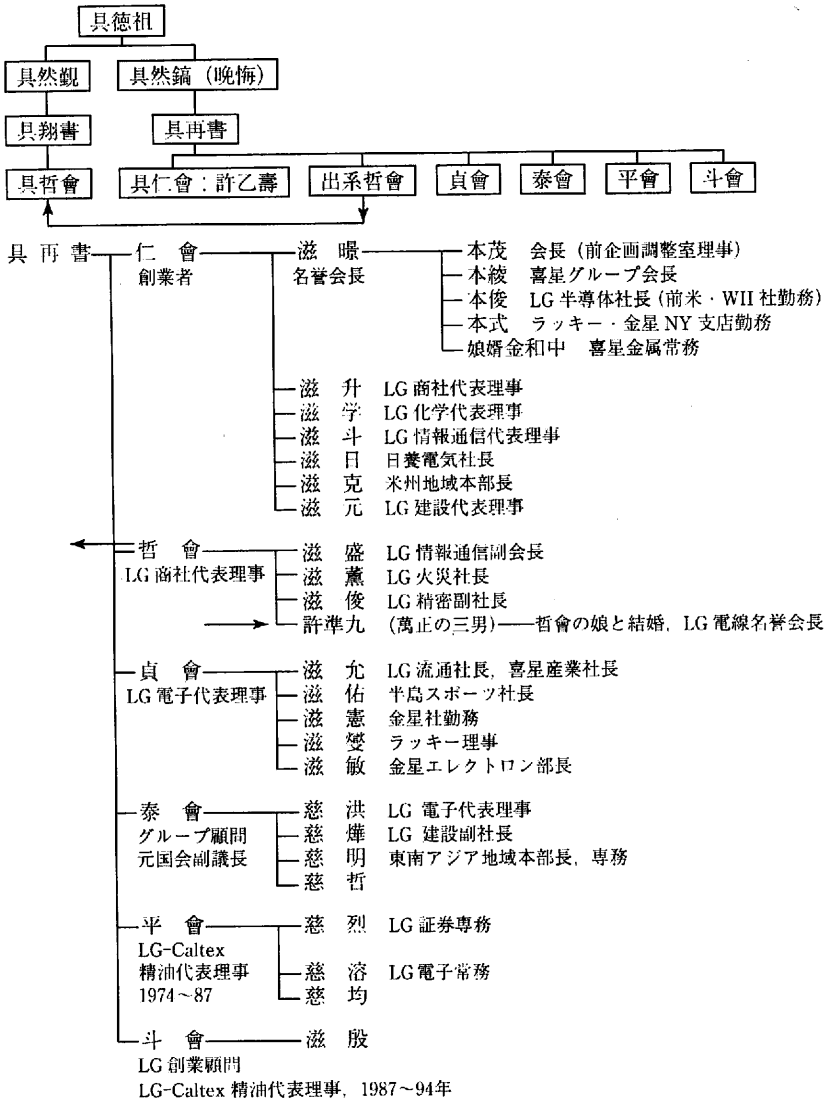 具徳祖
具然觀 具然鎬（晩悔）
具翔書 具再書
具哲會 具仁會：許乙壽 出系哲會 貞會 泰會 平會 斗會
具再書 仁會 滋暻 本茂 会長（前企画調整室理事）
創業者 名誉会長 本綾 喜星グループ会長
本俊 LG半導体社長（前米・WII社勤務）
本式 ラッキー・金星NY支店勤務
娘婿金和中 喜星金属常務
滋升 LG商社代表理事
滋学 LG化学代表理事
滋斗 LG情報通信代表理事
滋日 日養電気社長
滋克 米州地域本部長
滋元 LG建設代表理事
哲會 滋盛 LG情報通信副会長
LG商社代表理事 滋薫 LG火災社長
滋俊 LG精密副社長
許準九（萬正の三男）——哲會の娘と結婚，LG電線名誉会長
貞會 滋允 LG流通社長，喜星産業社長
LG電子代表理事 滋佑 半島スポーツ社長
滋憲 金星社勤務
滋燮 ラッキー理事
滋敏 金星エレクトロン部長
泰會 慈洪 LG電子代表理事
グループ顧問 慈燁 LG建設副社長
元国会副議長 慈明 東南アジア地域本部長，専務
慈哲
平會 慈烈 LG証券専務
LG-Caltex
精油代表理事 慈溶 LG電子常務
1974～87 慈均
斗會 滋殷
LG創業顧問
LG-Caltex精油代表理事，1987～94年